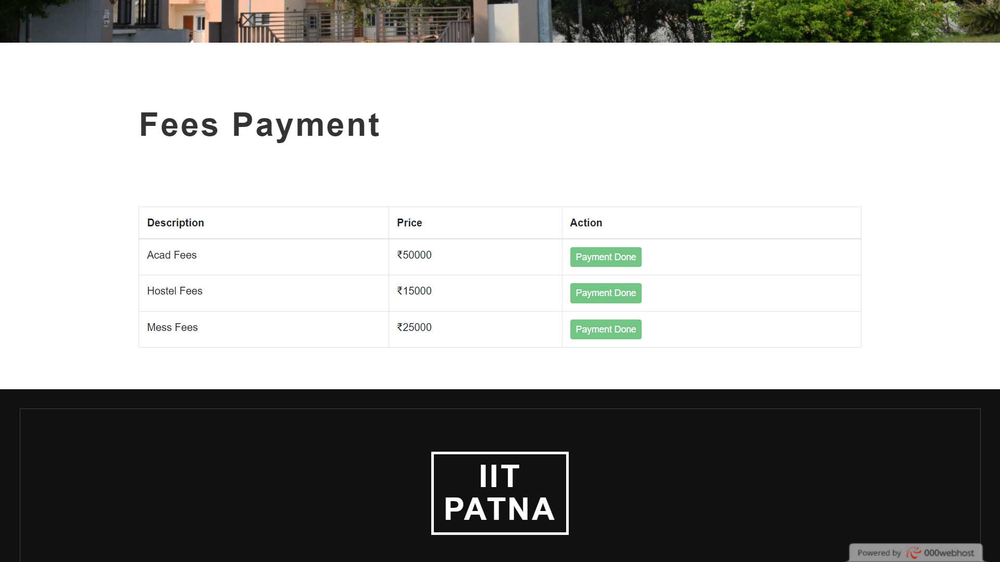 Fees Payment
Description Price Action
Acad Fees ₹50000 Payment Done
Hostel Fees ₹15000 Payment Done
Mess Fees ₹25000 Payment Done
IIT
PATNA
Powered by 000webhost